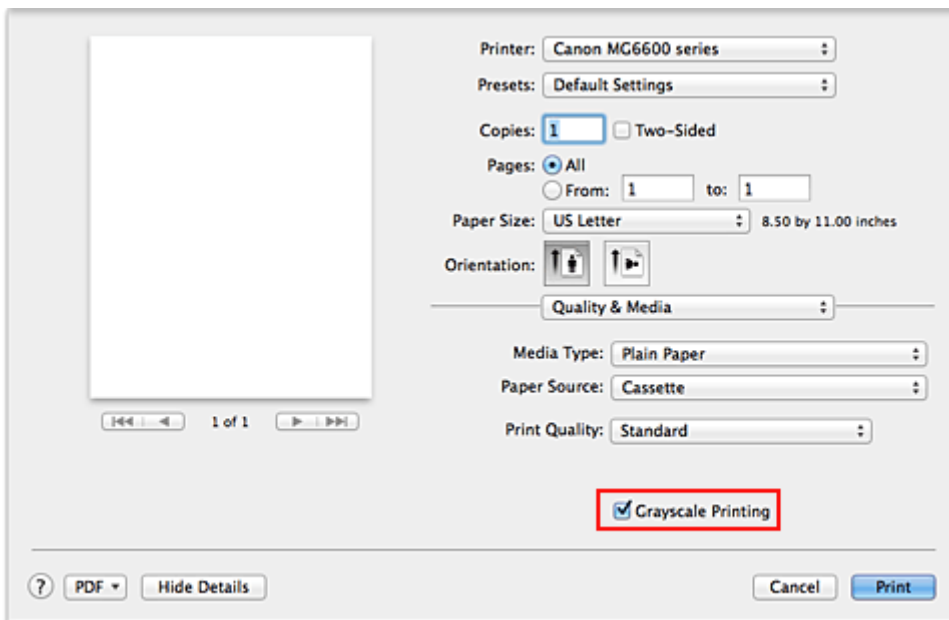 Printer: Canon MG6600 series
Presets: Default Settings
Copies: 1 Two-Sided
Pages: All
From: 1 to: 1
Paper Size: US Letter 8.50 by 11.00 inches
Orientation:
Quality & Media
Media Type: Plain Paper
Paper Source: Cassette
1 of 1
Print Quality: Standard
Grayscale Printing
? PDF Hide Details Cancel Print